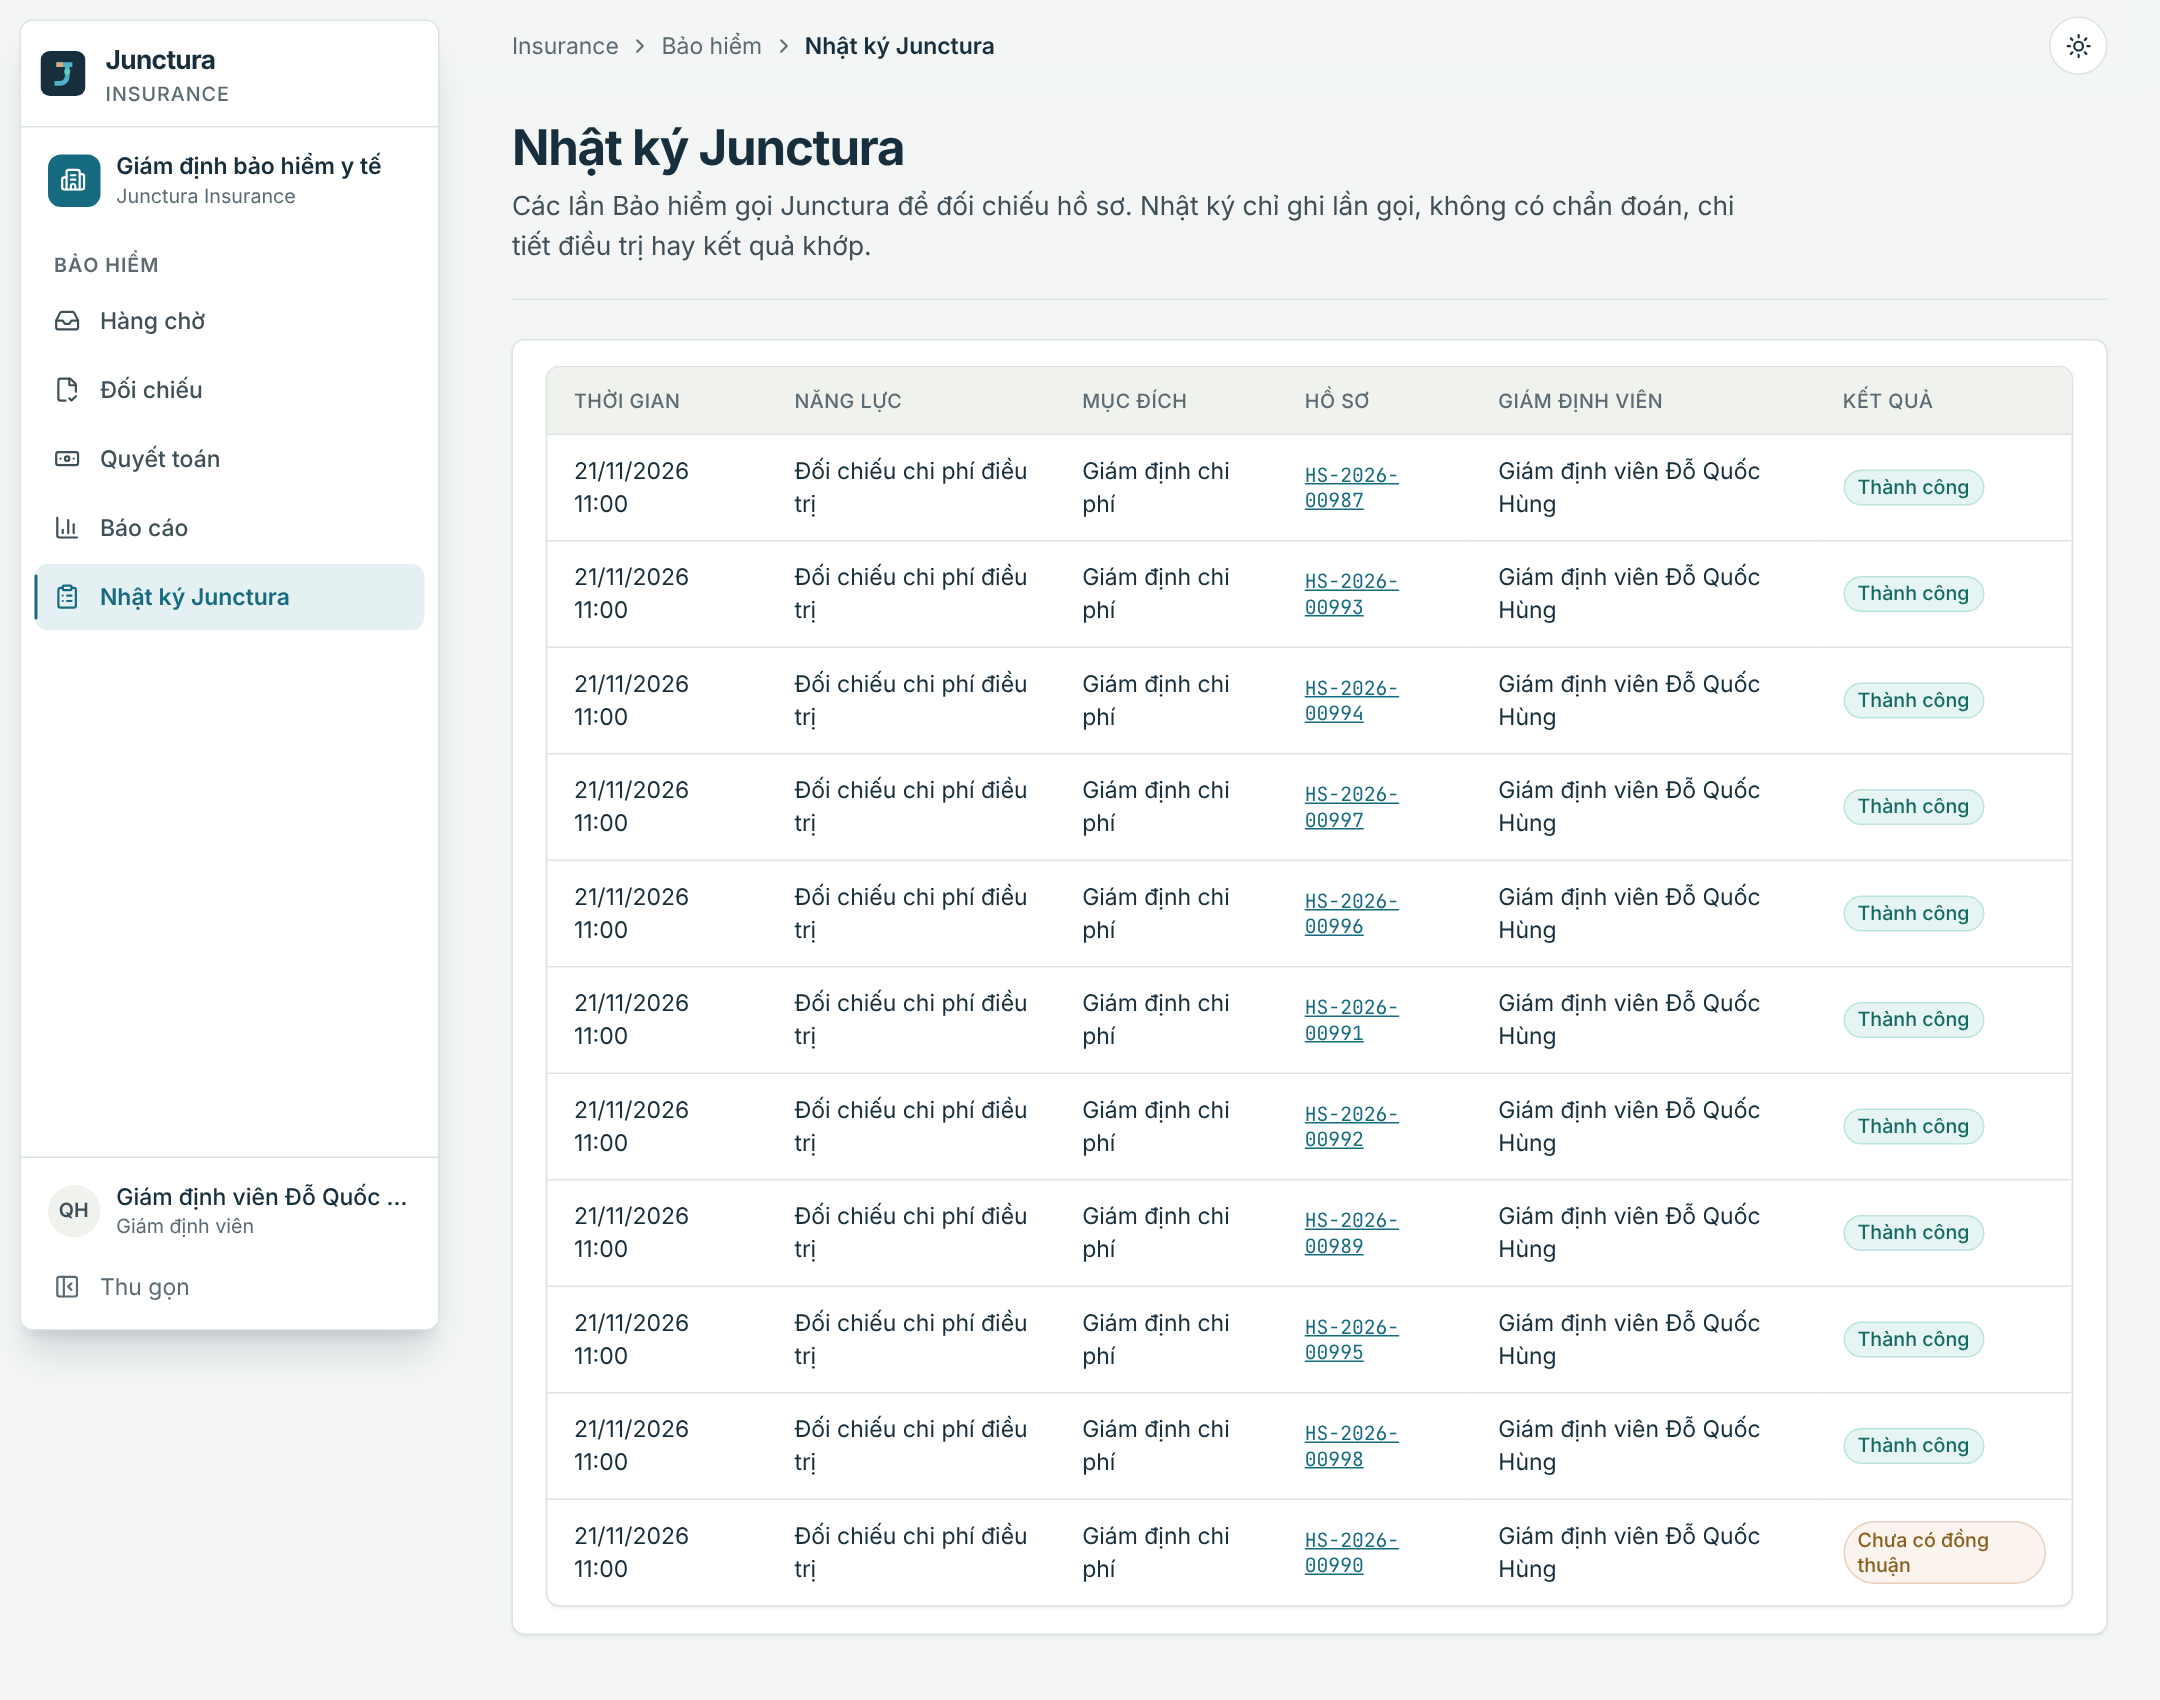 Junctura
INSURANCE
Giám định bảo hiểm y tế
Junctura Insurance
BẢO HIỂM
Hàng chờ
Đối chiếu
Quyết toán
Báo cáo
Nhật ký Junctura
QH
Giám định viên Đỗ Quốc ...
Giám định viên
Thu gọn
Insurance > Bảo hiểm > Nhật ký Junctura
Nhật ký Junctura
Các lần Bảo hiểm gọi Junctura để đối chiếu hồ sơ. Nhật ký chỉ ghi lần gọi, không có chẩn đoán, chi
tiết điều trị hay kết quả khớp.
THỜI GIAN NĂNG LỰC MỤC ĐÍCH HỒ SƠ GIÁM ĐỊNH VIÊN KẾT QUẢ
21/11/2026 Đối chiếu chi phí điều Giám định chi HS-2026- Giám định viên Đỗ Quốc Thành công
11:00 trị phí 00987 Hùng
21/11/2026 Đối chiếu chi phí điều Giám định chi HS-2026- Giám định viên Đỗ Quốc Thành công
11:00 trị phí 00993 Hùng
21/11/2026 Đối chiếu chi phí điều Giám định chi HS-2026- Giám định viên Đỗ Quốc Thành công
11:00 trị phí 00994 Hùng
21/11/2026 Đối chiếu chi phí điều Giám định chi HS-2026- Giám định viên Đỗ Quốc Thành công
11:00 trị phí 00997 Hùng
21/11/2026 Đối chiếu chi phí điều Giám định chi HS-2026- Giám định viên Đỗ Quốc Thành công
11:00 trị phí 00996 Hùng
21/11/2026 Đối chiếu chi phí điều Giám định chi HS-2026- Giám định viên Đỗ Quốc Thành công
11:00 trị phí 00991 Hùng
21/11/2026 Đối chiếu chi phí điều Giám định chi HS-2026- Giám định viên Đỗ Quốc Thành công
11:00 trị phí 00992 Hùng
21/11/2026 Đối chiếu chi phí điều Giám định chi HS-2026- Giám định viên Đỗ Quốc Thành công
11:00 trị phí 00989 Hùng
21/11/2026 Đối chiếu chi phí điều Giám định chi HS-2026- Giám định viên Đỗ Quốc Thành công
11:00 trị phí 00995 Hùng
21/11/2026 Đối chiếu chi phí điều Giám định chi HS-2026- Giám định viên Đỗ Quốc Thành công
11:00 trị phí 00998 Hùng
21/11/2026 Đối chiếu chi phí điều Giám định chi HS-2026- Giám định viên Đỗ Quốc Chưa có đồng
11:00 trị phí 00990 Hùng thuận